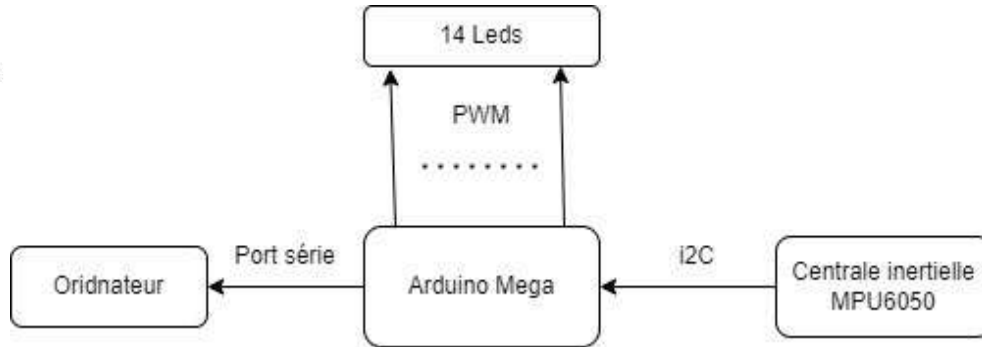 14 Leds
PWM
Port série
i2C
Oridnateur
Arduino Mega
Centrale inertielle
MPU6050